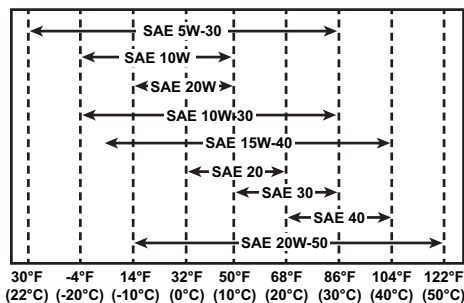 SAE 5W-30
SAE 10W
SAE 20W
SAE 10W-30
SAE 15W-40
SAE 20
SAE 30
SAE 40
SAE 20W-50
30°F -4°F 14°F 32°F 50°F 68°F 86°F 104°F 122°F
(22°C) (-20°C) (-10°C) (0°C) (10°C) (20°C) (30°C) (40°C) (50°C)